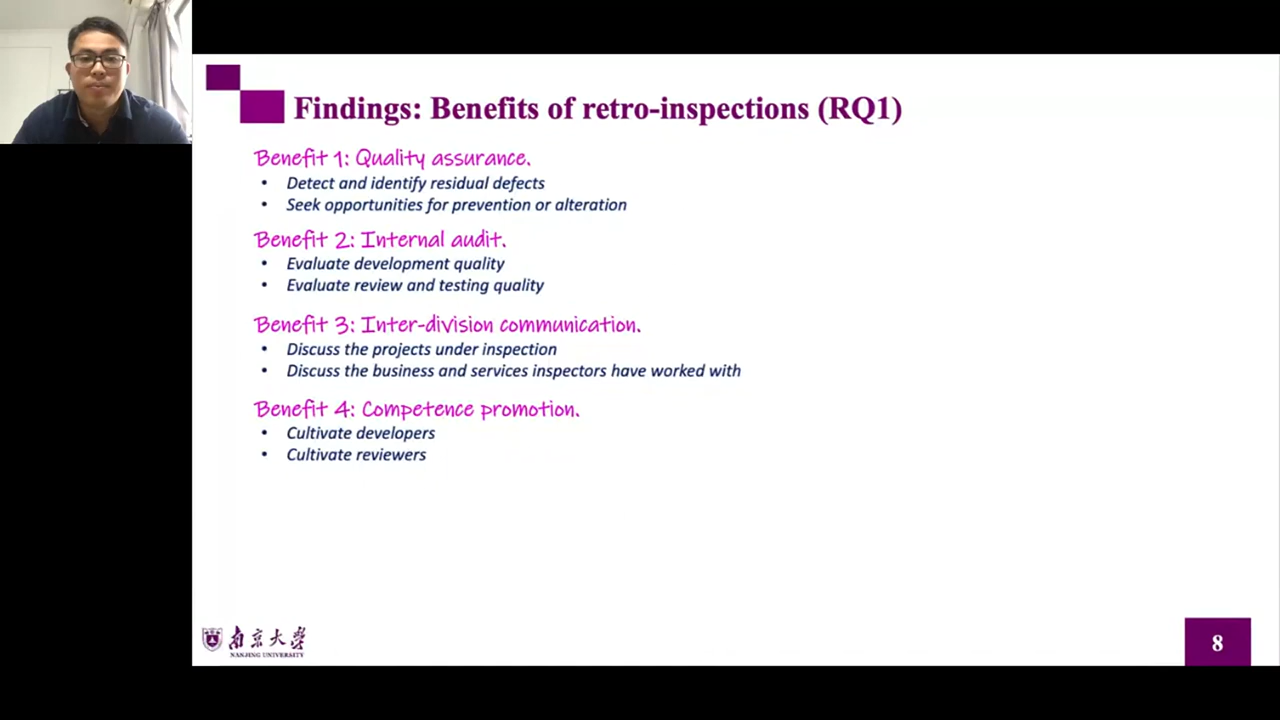 Findings: Benefits of retro-inspections (RQ1)
Benefit 1: Quality assurance.
• Detect and identify residual defects
• Seek opportunities for prevention or alteration
Benefit 2: Internal audit.
• Evaluate development quality
• Evaluate review and testing quality
Benefit 3: Inter-division communication.
• Discuss the projects under inspection
• Discuss the business and services inspectors have worked with
Benefit 4: Competence promotion.
• Cultivate developers
• Cultivate reviewers
南京大学
NANJING UNIVERSITY
8